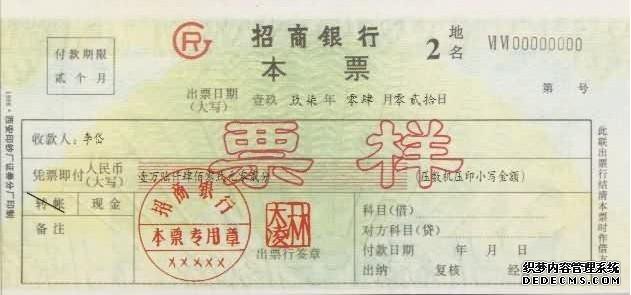 招商银行
本票
2
地名
VI VI 00000000
付款期限
贰个月
出票日期
(大写)
壹玖 玖柒年 零肆月零贰拾日
第 号
收款人：李岱
凭票即付
人民币
(大写)
(压数机压印小写金额)
票样
转帐
现金
备注
招商银行
本票专用章
XXXXX
出票行签章
科目(借)
对方科目(贷)
付款日期 年 月 日
出纳 复核 经
此联出票行结清本票时作借方
织梦内容管理系统
DEDECMS.COM